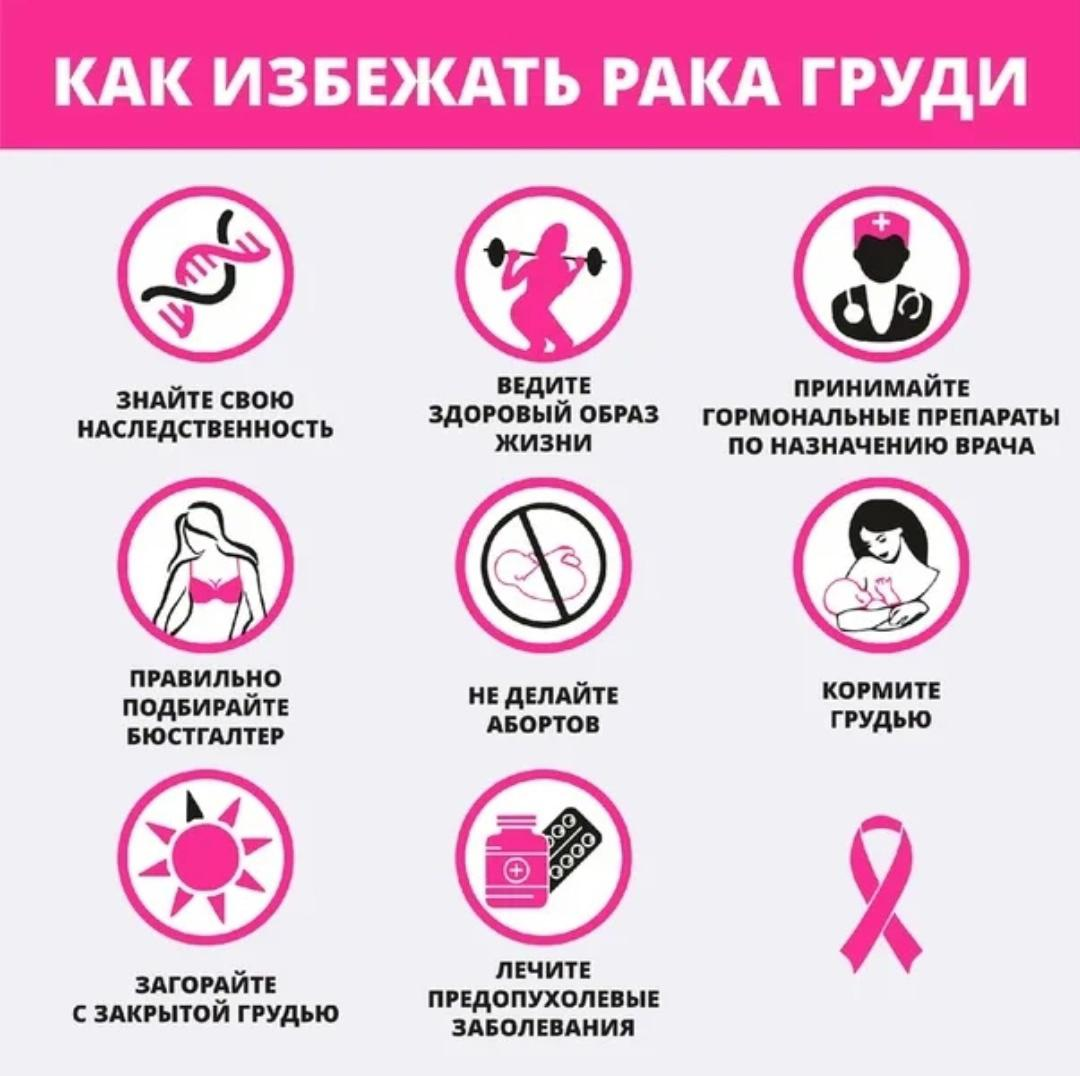 КАК ИЗБЕЖАТЬ РАКА ГРУДИ
ЗНАЙТЕ СВОЮ
НАСЛЕДСТВЕННОСТЬ
ВЕДИТЕ
ЗДОРОВЫЙ ОБРАЗ
ЖИЗНИ
ПРИНИМАЙТЕ
ГОРМОНАЛЬНЫЕ ПРЕПАРАТЫ
ПО НАЗНАЧЕНИЮ ВРАЧА
ПРАВИЛЬНО
ПОДБИРАЙТЕ
БЮСТГАЛТЕР
НЕ ДЕЛАЙТЕ
АБОРТОВ
КОРМИТЕ
ГРУДЬЮ
ЗАГОРАЙТЕ
С ЗАКРЫТОЙ ГРУДЬЮ
ЛЕЧИТЕ
ПРЕДОПУХОЛЕВЫЕ
ЗАБОЛЕВАНИЯ